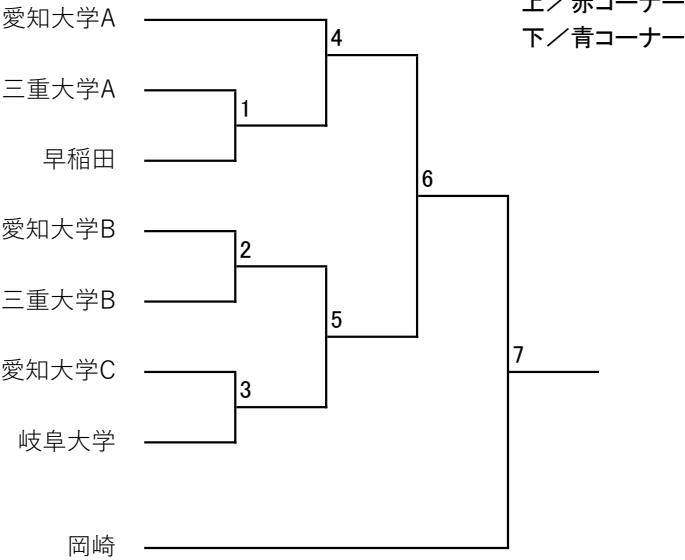 上／赤コーナー
下／青コーナー
愛知大学A
4
三重大学A
1
早稲田
6
愛知大学B
2
三重大学B
5
7
愛知大学C
3
岐阜大学
岡崎